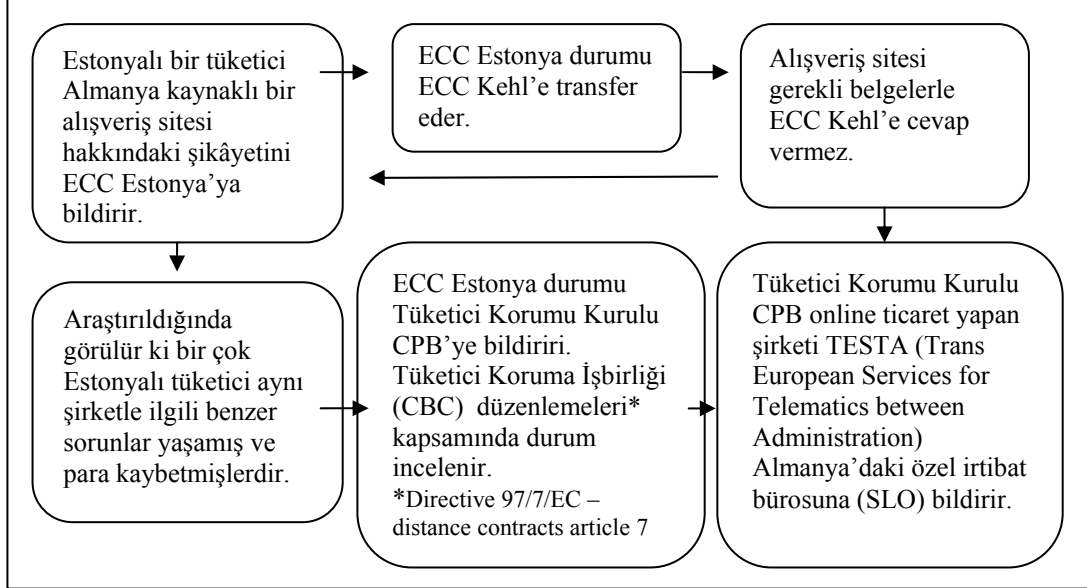 Estonyalı bir tüketici
Almanya kaynaklı bir
alışveriş sitesi
hakkındaki şikâyetini
ECC Estonya’ya
bildirir.
ECC Estonya durumu
ECC Kehl’e transfer
eder.
Alışveriş sitesi
gerekli belgelerle
ECC Kehl’e cevap
vermez.
Araştırıldığında
görülür ki bir çok
Estonyalı tüketici aynı
şirketle ilgili benzer
sorunlar yaşamış ve
para kaybetmişlerdir.
ECC Estonya durumu
Tüketici Korumu Kurulu
CPB’ye bildiriri.
Tüketici Koruma İşbirliği
(CBC) düzenlemeleri*
kapsamında durum
incelenir.
*Directive 97/7/EC –
distance contracts article 7
Tüketici Korumu Kurulu
CPB online ticaret yapan
şirketi TESTA (Trans
European Services for
Telematics between
Administration)
Almanya’daki özel irtibat
bürosuna (SLO) bildirir.